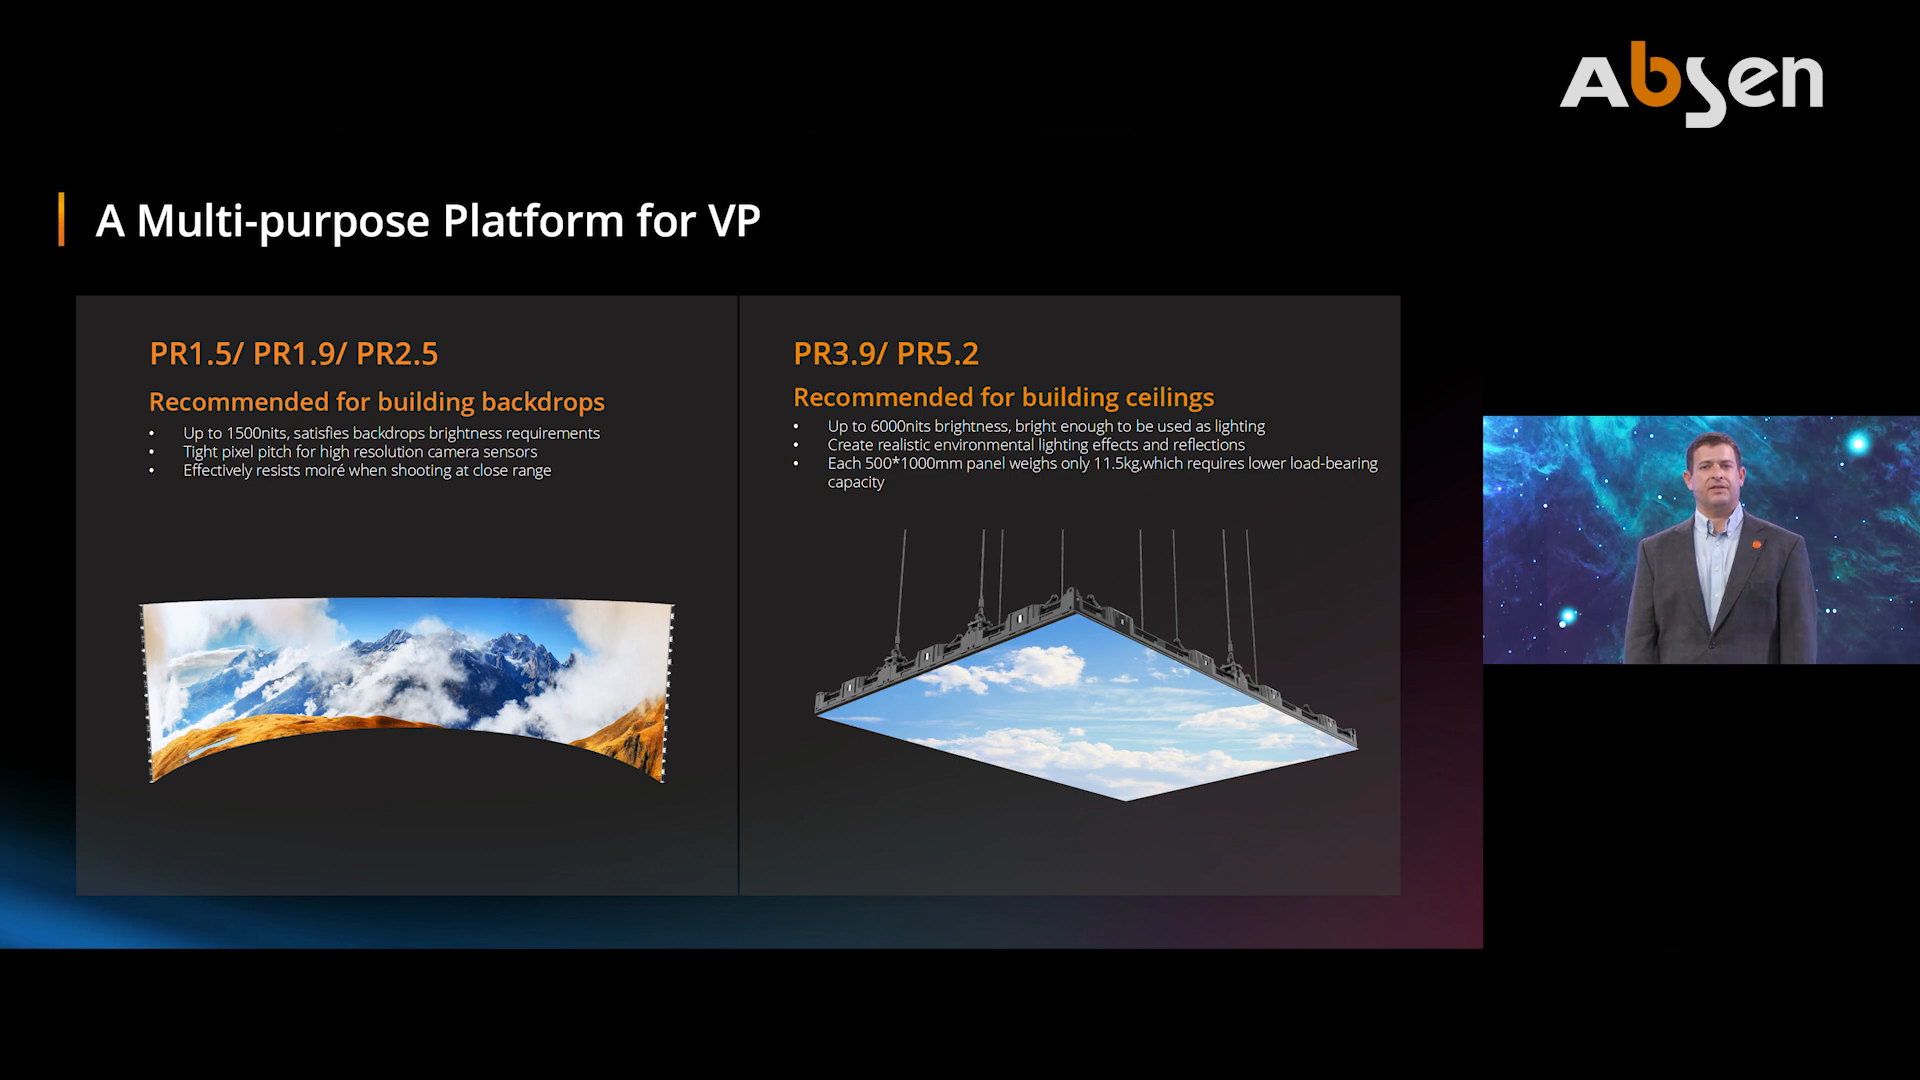 Absen
A Multi-purpose Platform for VP
PR1.5/ PR1.9/ PR2.5
Recommended for building backdrops
• Up to 1500nits, satisfies backdrops brightness requirements
• Tight pixel pitch for high resolution camera sensors
• Effectively resists moiré when shooting at close range
PR3.9/ PR5.2
Recommended for building ceilings
• Up to 6000nits brightness, bright enough to be used as lighting
• Create realistic environmental lighting effects and reflections
• Each 500*1000mm panel weighs only 11.5kg,which requires lower load-bearing
capacity